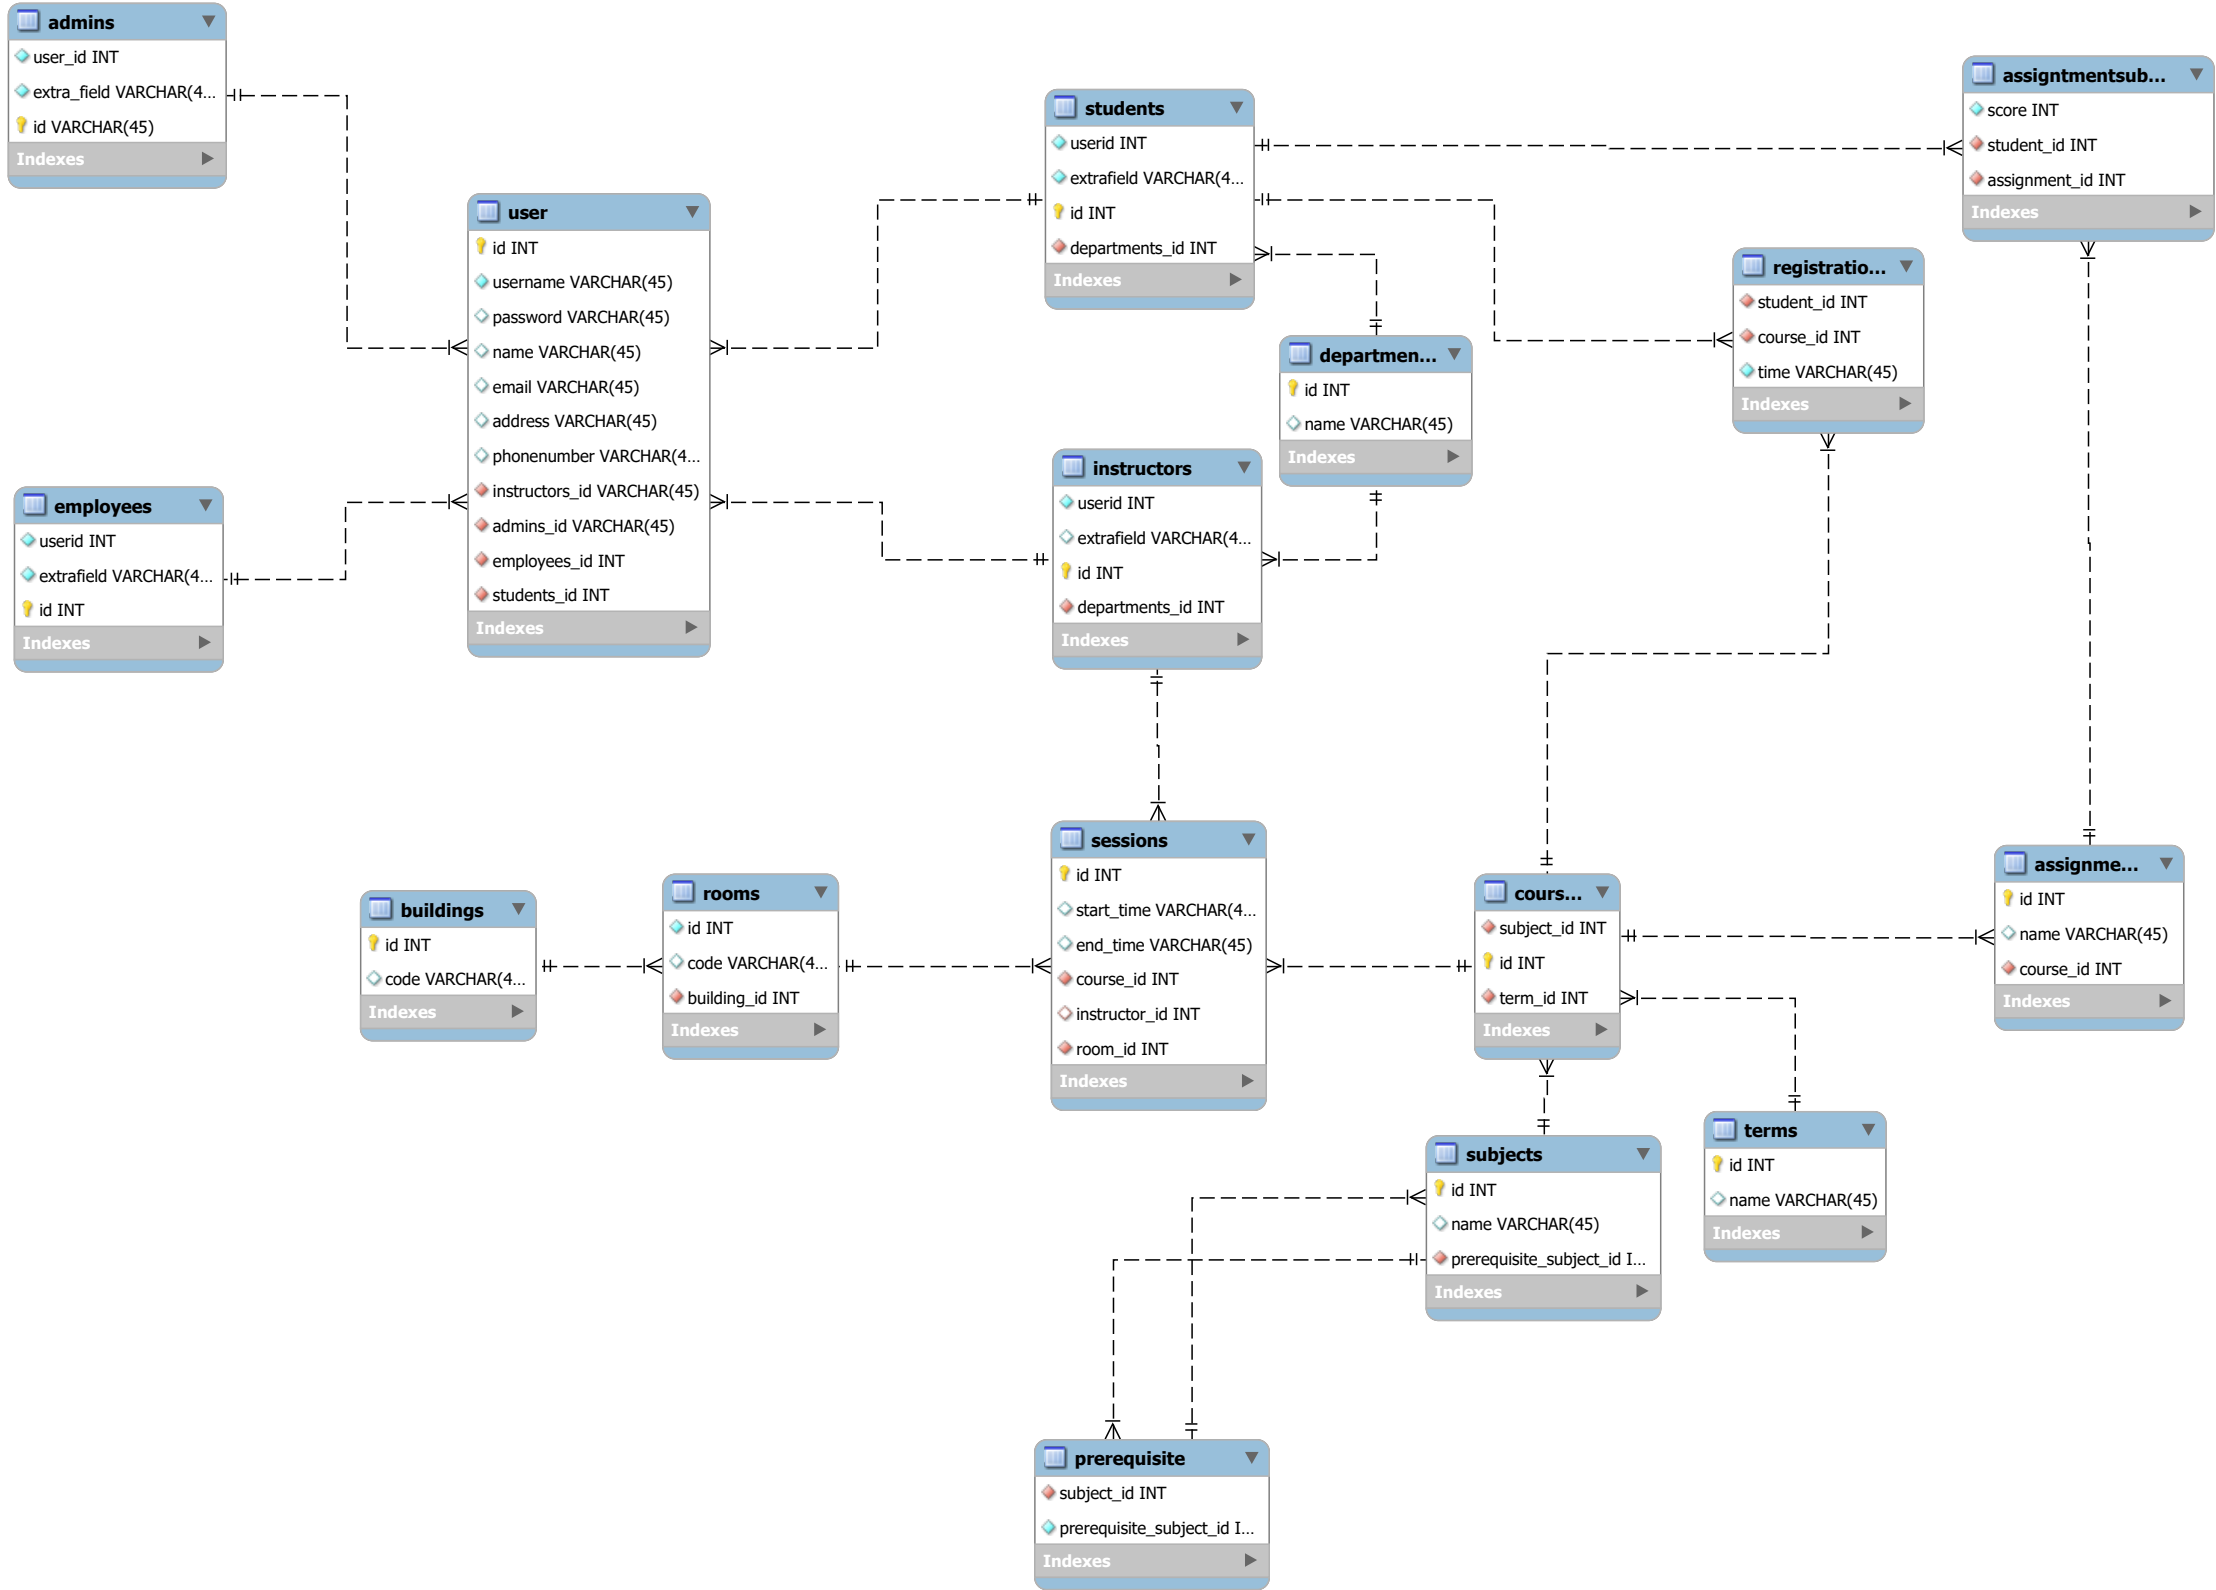 admins
user_id INT
extra_field VARCHAR(4...
id VARCHAR(45)
Indexes
user
id INT
username VARCHAR(45)
password VARCHAR(45)
name VARCHAR(45)
email VARCHAR(45)
address VARCHAR(45)
phonenumber VARCHAR(4...
instructors_id VARCHAR(45)
admins_id VARCHAR(45)
employees_id INT
students_id INT
Indexes
employees
userid INT
extrafield VARCHAR(4...
id INT
Indexes
students
userid INT
extrafield VARCHAR(4...
id INT
departments_id INT
Indexes
departmen...
id INT
name VARCHAR(45)
Indexes
instructors
userid INT
extrafield VARCHAR(4...
id INT
departments_id INT
Indexes
assigntmentsub...
score INT
student_id INT
assignment_id INT
Indexes
registratio...
student_id INT
course_id INT
time VARCHAR(45)
Indexes
buildings
id INT
code VARCHAR(4...
Indexes
rooms
id INT
code VARCHAR(4...
building_id INT
Indexes
sessions
id INT
start_time VARCHAR(4...
end_time VARCHAR(45)
course_id INT
instructor_id INT
room_id INT
Indexes
cours...
subject_id INT
id INT
term_id INT
Indexes
assignme...
id INT
name VARCHAR(45)
course_id INT
Indexes
terms
id INT
name VARCHAR(45)
Indexes
subjects
id INT
name VARCHAR(45)
prerequisite_subject_id I...
Indexes
prerequisite
subject_id INT
prerequisite_subject_id I...
Indexes